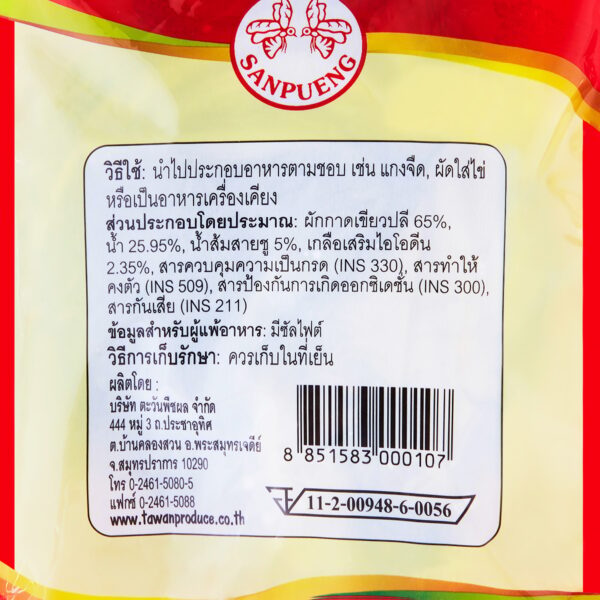 SANPUENG
วิธีใช้: นำไปประกอบอาหารตามชอบ เช่น แกงจืด, ผัดใส่ไข่
หรือเป็นอาหารเครื่องเคียง
ส่วนประกอบโดยประมาณ: ผักกาดเขียวปลี 65%,
น้ำ 25.95%, น้ำส้มสายชู 5%, เกลือเสริมไอโอดีน
2.35%, สารควบคุมความเป็นกรด (INS 330), สารทำให้
คงตัว (INS 509), สารป้องกันการเกิดออกซิเดชั่น (INS 300),
สารกันเสีย (INS 211)
ข้อมูลสำหรับผู้แพ้อาหาร: มีซัลไฟต์
วิธีการเก็บรักษา: ควรเก็บในที่เย็น
ผลิตโดย :
บริษัท ตะวันพืชผล จำกัด
444 หมู่ 3 ถ.ประชาอุทิศ
ต.บ้านคลองสวน อ.พระสมุทรเจดีย์
จ.สมุทรปราการ 10290
โทร 0-2461-5080-5
แฟกซ์ 0-2461-5088
www.tawanproduce.co.th
8 851583 000107
11-2-00948-6-0056